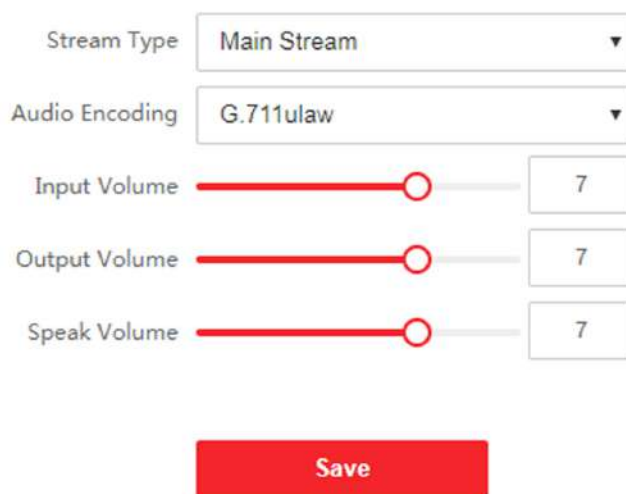 Stream Type Main Stream
Audio Encoding G.711ulaw
Input Volume 7
Output Volume 7
Speak Volume 7
Save